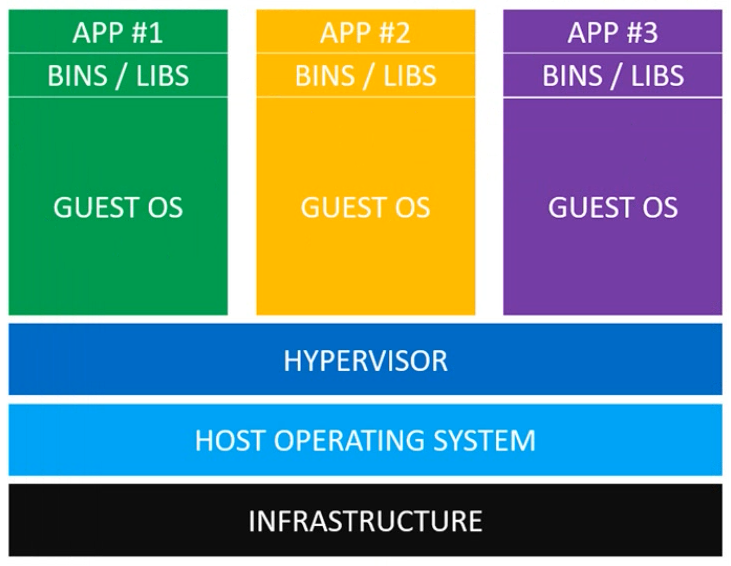 APP #1
APP #2
APP #3
BINS / LIBS
BINS / LIBS
BINS / LIBS
GUEST OS
GUEST OS
GUEST OS
HYPERVISOR
HOST OPERATING SYSTEM
INFRASTRUCTURE